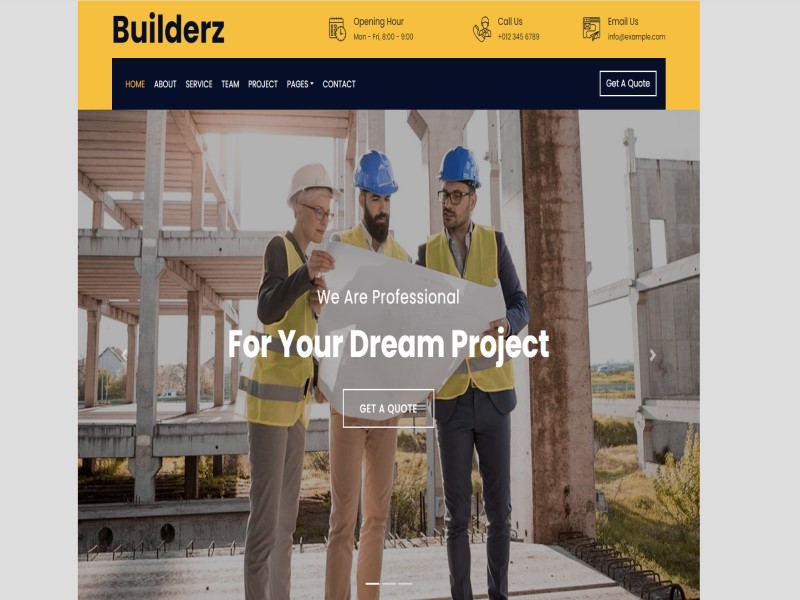 Builderz
Opening Hour
Mon - Fri, 8:00 - 9:00
Call Us
+012 345 6789
Email Us
info@example.com
HOME ABOUT SERVICE TEAM PROJECT PAGES CONTACT
Get A Quote
We Are Professional
For Your Dream Project
GET A QUOTE